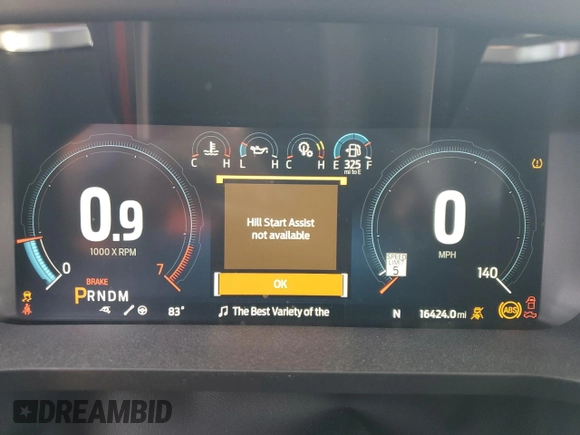 C H
L H
C H
E F
325
mi to E
0.9
1000 X RPM
0
7
BRAKE
PRNDM
83°
Hill Start Assist
not available
OK
The Best Variety of the
0
MPH
SPEED
LIMIT
5
140
N
16424.0 mi
ABS
DREAMBID